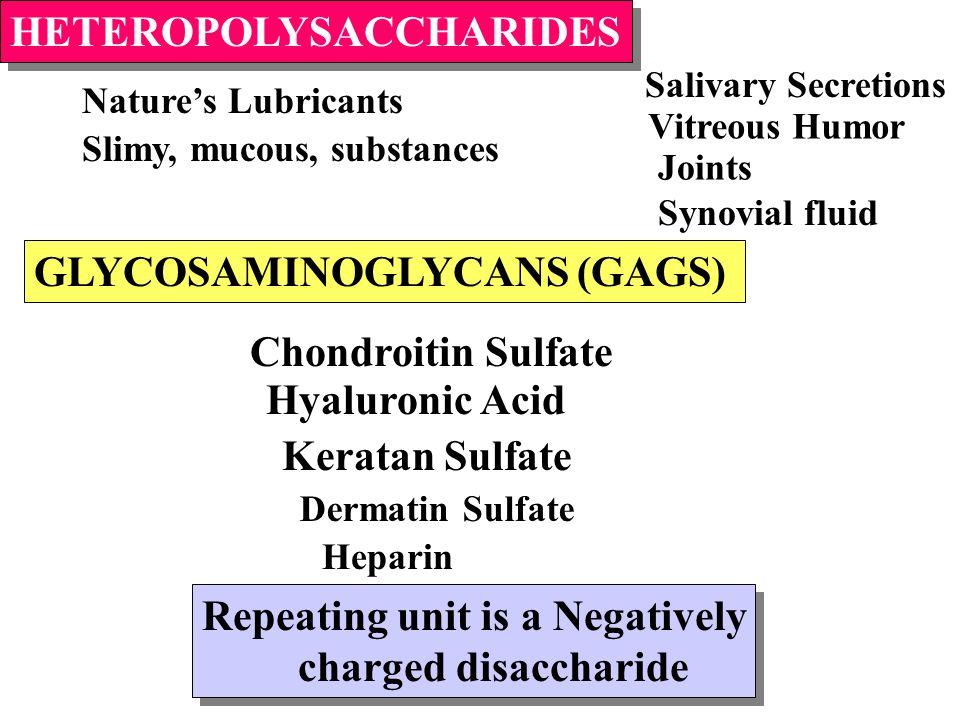 HETEROPOLYSACCHARIDES
Nature’s Lubricants
Slimy, mucous, substances
Salivary Secretions
Vitreous Humor
Joints
Synovial fluid
GLYCOSAMINOGLYCANS (GAGS)
Chondroitin Sulfate
Hyaluronic Acid
Keratan Sulfate
Dermatin Sulfate
Heparin
Repeating unit is a Negatively
charged disaccharide